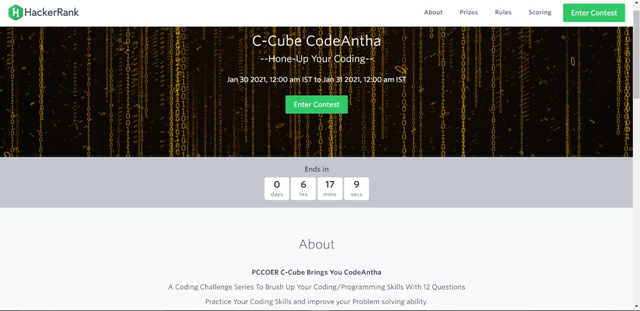 HackerRank About Prizes Rules Scoring Enter Contest
C-Cube CodeAntha
--Hone-Up Your Coding--
Jan 30 2021, 12:00 am IST to Jan 31 2021, 12:00 am IST
Enter Contest
Ends in
0 6 17 9
days hrs mins secs
About
PCCOER C-Cube Brings You CodeAntha
A Coding Challenge Series To Brush Up Your Coding/Programming Skills With 12 Questions
Practice Your Coding Skills and improve your Problem solving ability.